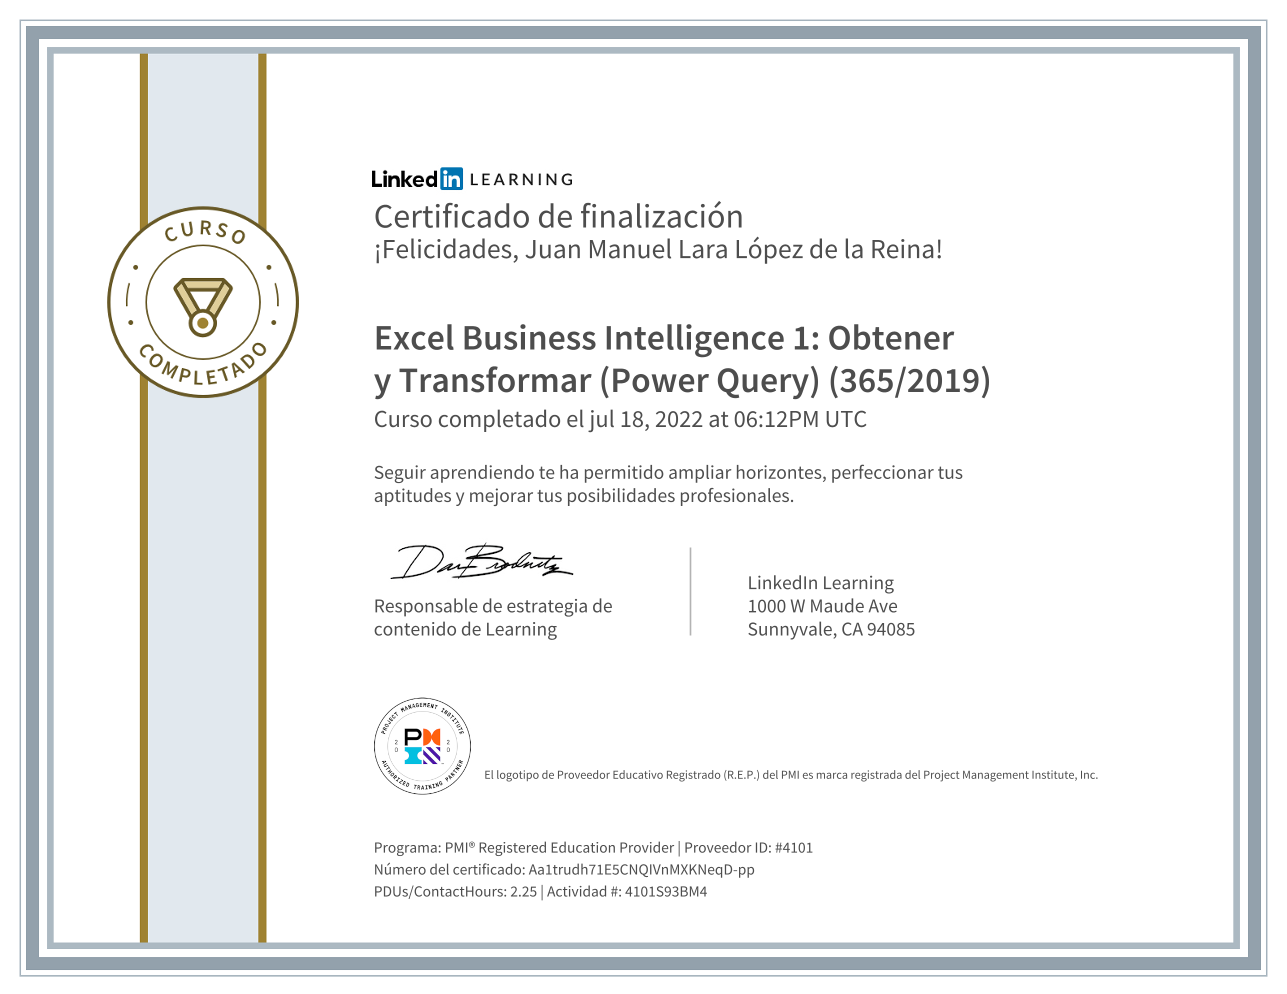 CURSO
COMPLETADO
Linkedin LEARNING
Certificado de finalización
¡Felicidades, Juan Manuel Lara López de la Reina!
Excel Business Intelligence 1: Obtener
y Transformar (Power Query) (365/2019)
Curso completado el jul 18, 2022 at 06:12PM UTC
Seguir aprendiendo te ha permitido ampliar horizontes, perfeccionar tus
aptitudes y mejorar tus posibilidades profesionales.
Dan Brodnitz
Responsable de estrategia de
contenido de Learning
LinkedIn Learning
1000 W Maude Ave
Sunnyvale, CA 94085
PROJECT MANAGEMENT INSTITUTE
20 20
AUTHORIZED TRAINING PARTNER
El logotipo de Proveedor Educativo Registrado (R.E.P.) del PMI es marca registrada del Project Management Institute, Inc.
Programa: PMI® Registered Education Provider | Proveedor ID: #4101
Número del certificado: Aa1trudh71E5CNQIVnMXKNeqD-pp
PDUs/ContactHours: 2.25 | Actividad #: 4101S93BM4